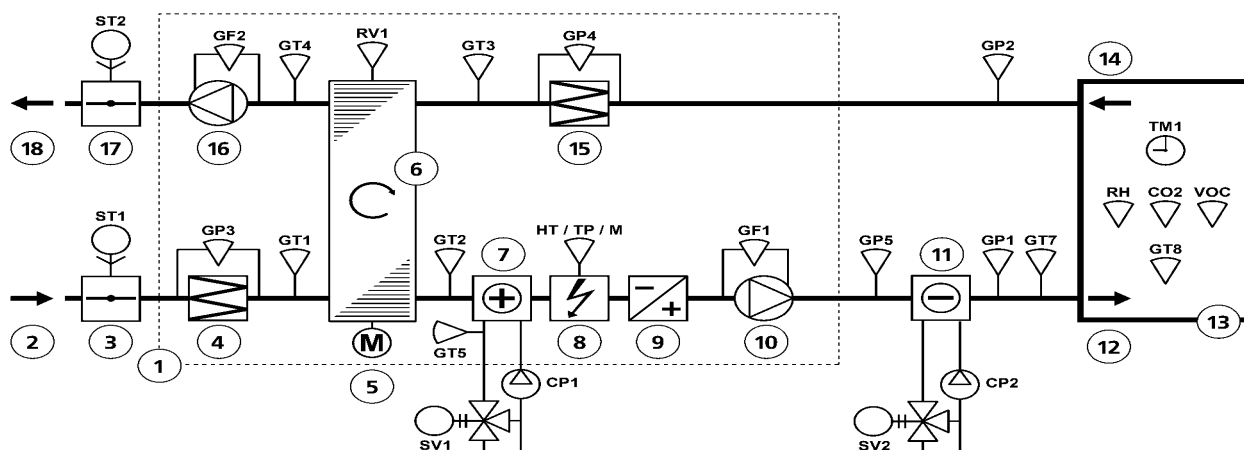 ST2
GF2
GT4
RV1
GT3
GP4
GP2
14
TM1
18
17
16
15
6
RH
CO2
VOC
ST1
GP3
GT1
GT2
7
HT / TP / M
GF1
GP5
11
GP1
GT7
GT8
2
3
1
4
M
5
GT5
8
9
10
12
13
CP1
CP2
SV1
SV2